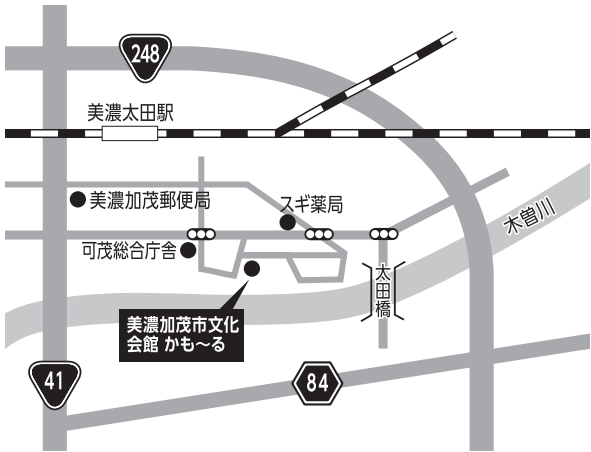 248
美濃太田駅
美濃加茂郵便局
スギ薬局
木曽川
可茂総合庁舎
太田橋
美濃加茂市文化
会館 かも〜る
41
84